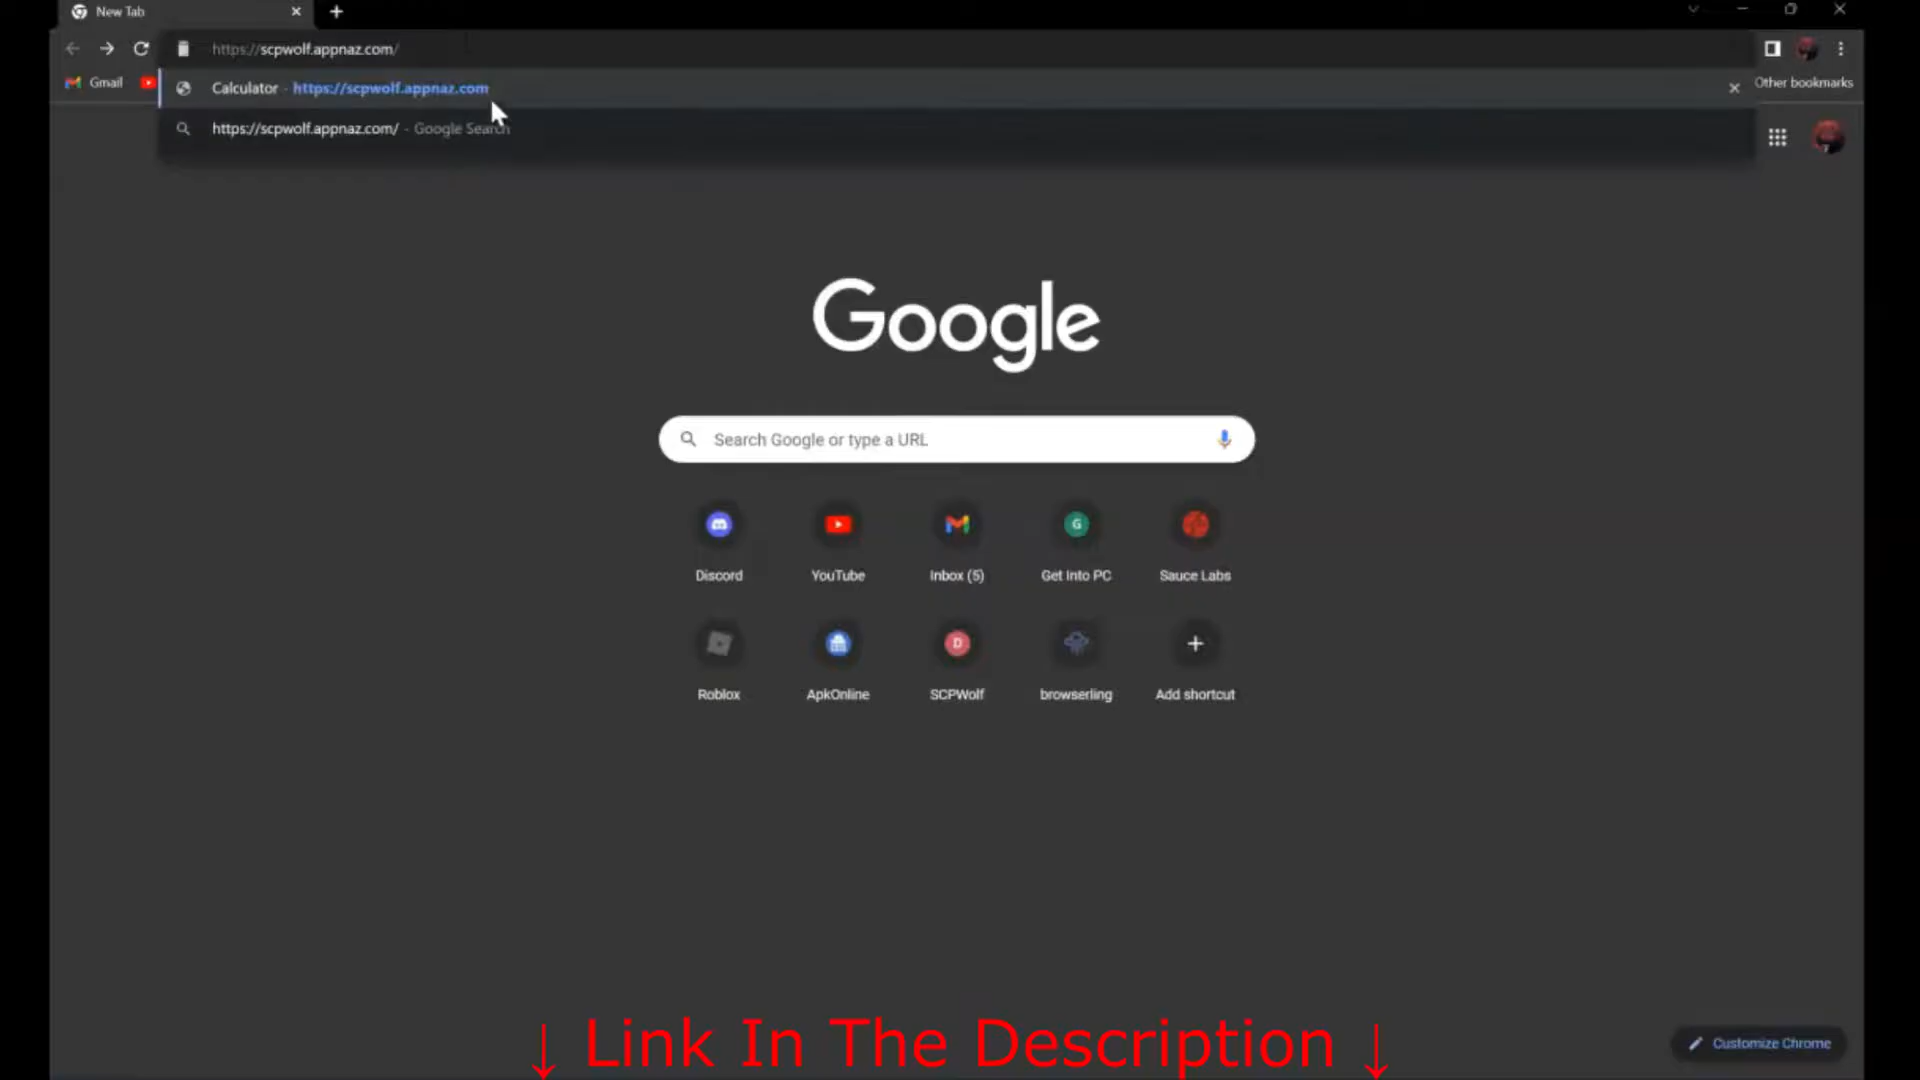 New Tab
https://scpwolf.appnaz.com/
Gmail
Calculator - https://scpwolf.appnaz.com
Other bookmarks
https://scpwolf.appnaz.com/ - Google Search
Google
Search Google or type a URL
Discord
YouTube
Inbox (5)
Get Into PC
Sauce Labs
Roblox
ApkOnline
SCPWolf
browserling
Add shortcut
↓ Link In The Description ↓
Customize Chrome